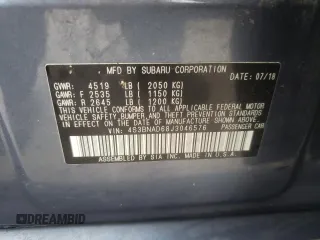 MFD BY SUBARU CORPORATION
DATE: 07/18
GVWR: 4519 LB ( 2050 KG)
GAWR: F 2535 LB ( 1150 KG)
GAWR: R 2645 LB ( 1200 KG)
THIS VEHICLE CONFORMS TO ALL APPLICABLE
FEDERAL MOTOR VEHICLE SAFETY STANDARDS,
BUMPER, AND THEFT PREVENTION STANDARDS IN
EFFECT ON THE DATE OF MANUFACTURE SHOWN ABOVE.
VIN: 4S3BNAD68J3046576 PASSENGER CAR
ASSEMBLED BY SIA INC. MADE IN U.S.A.
DREAMBID